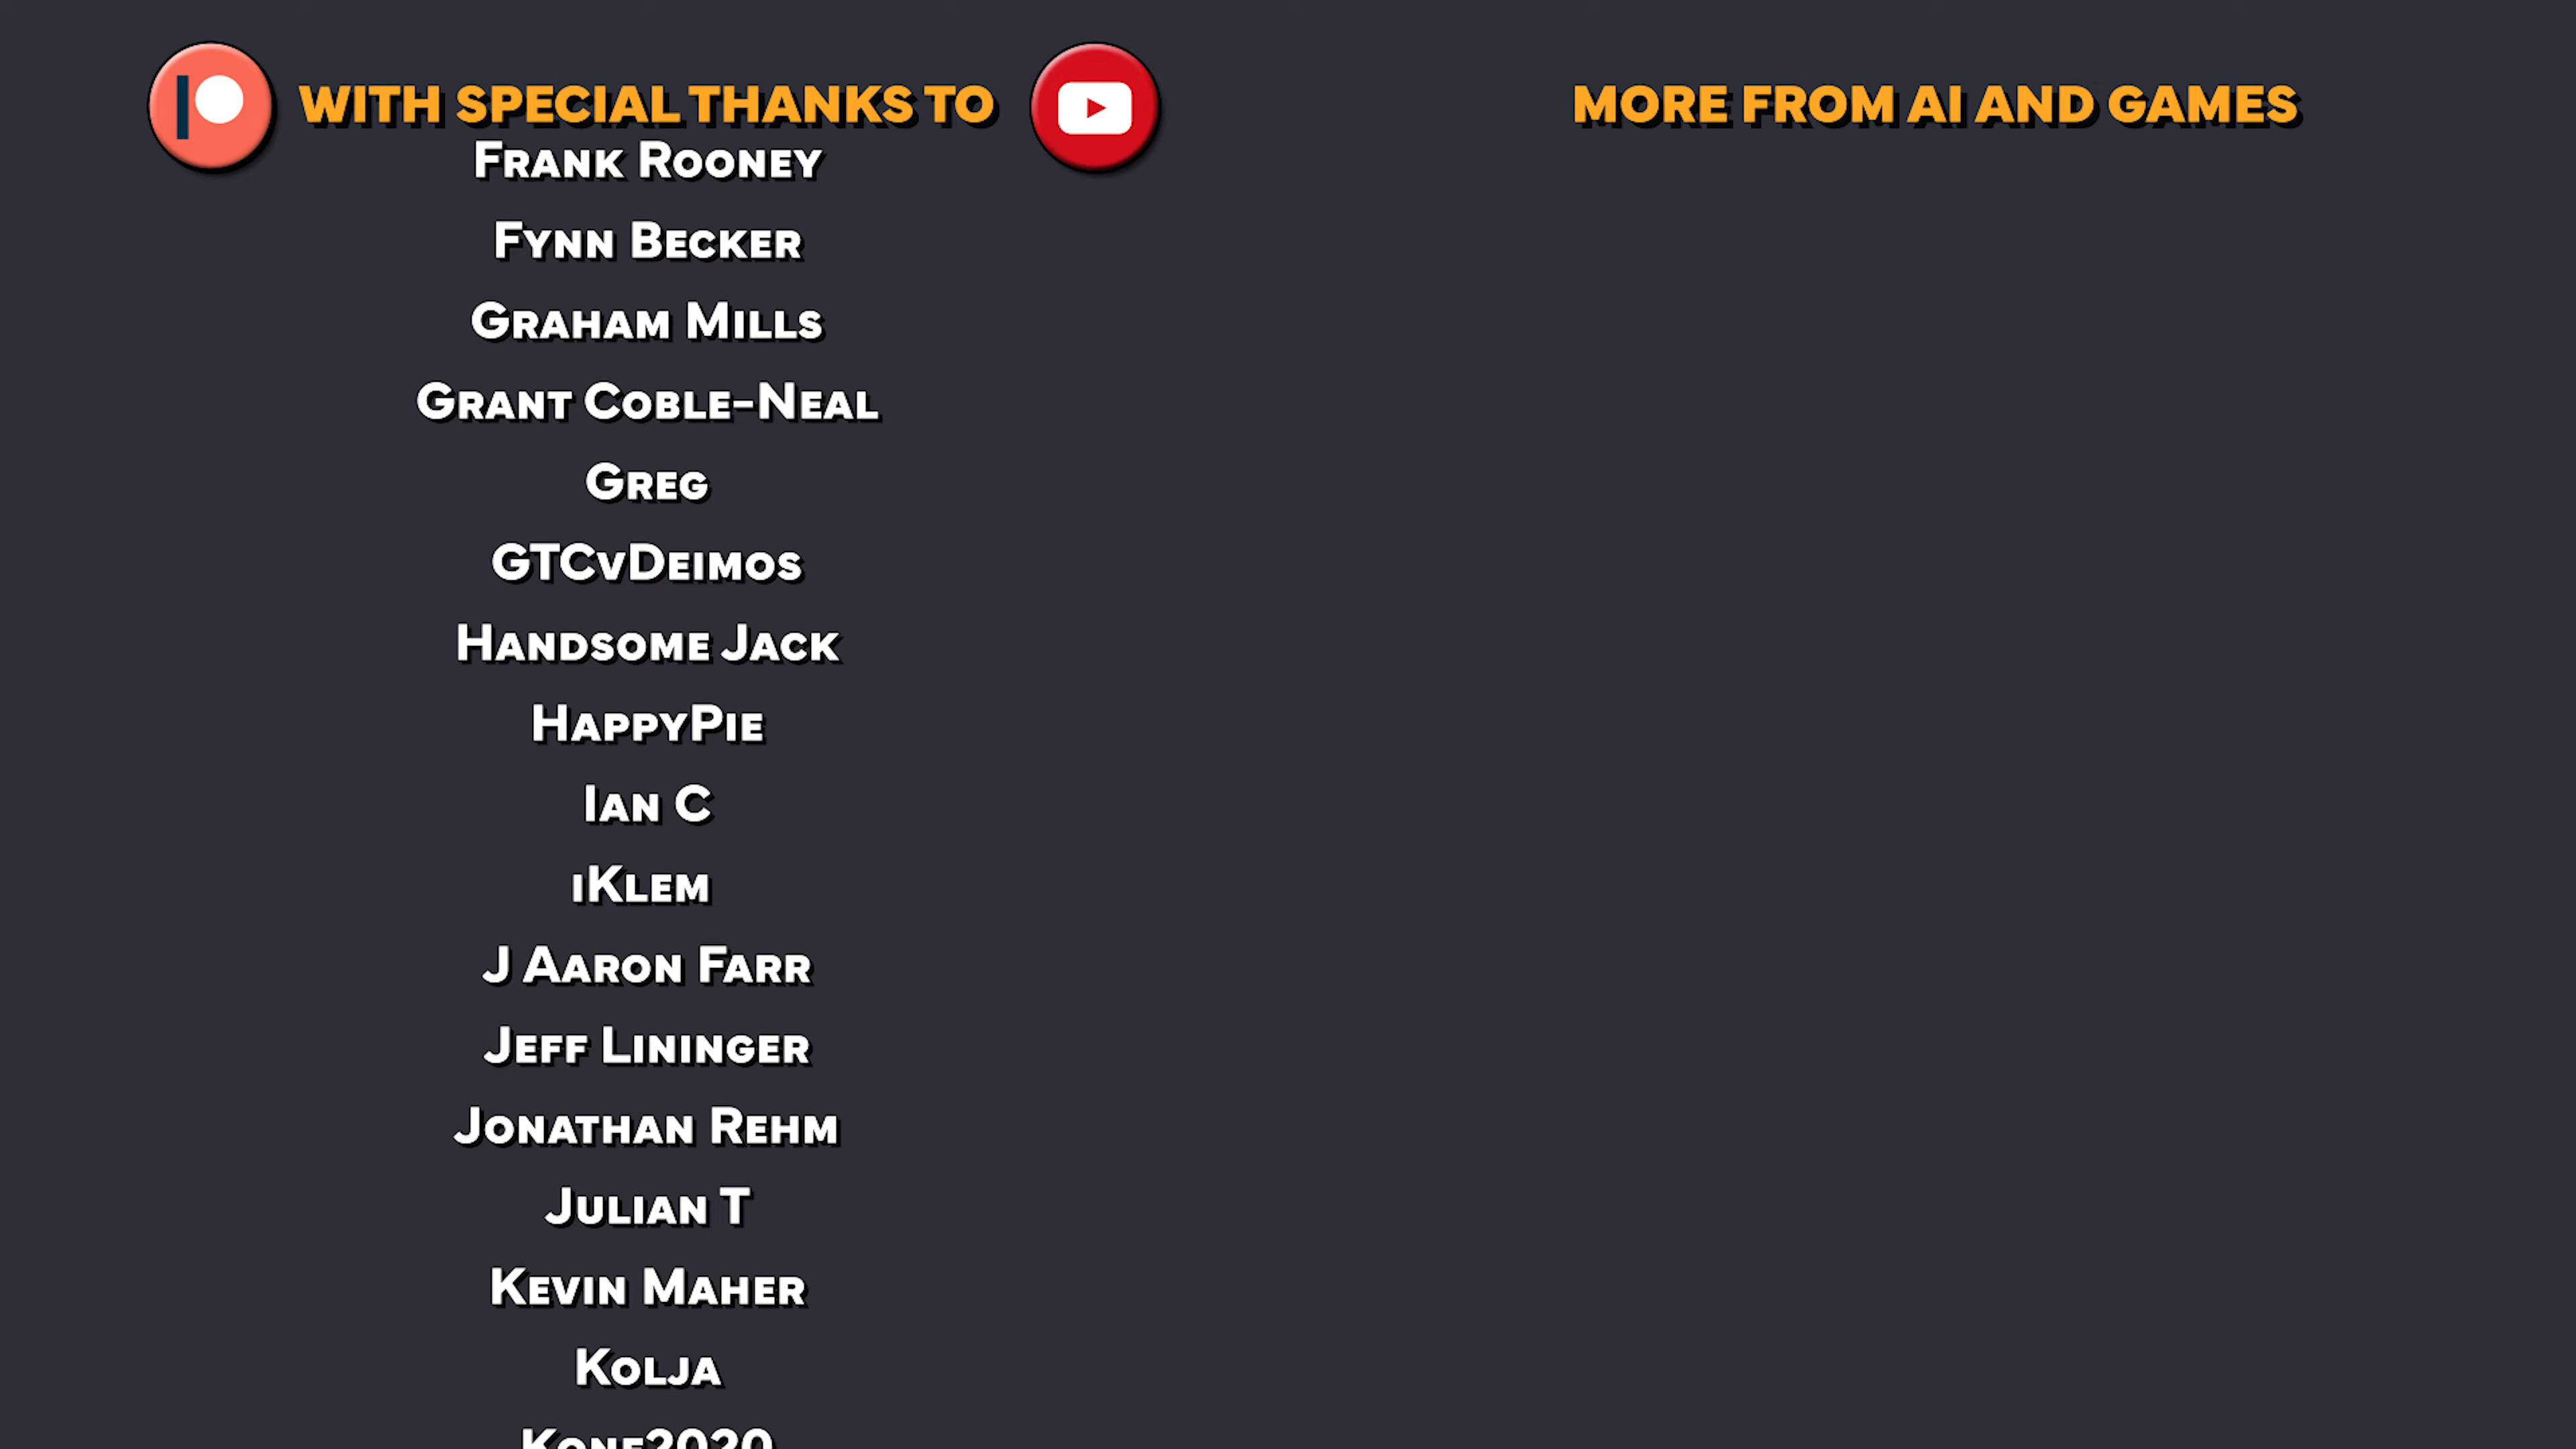 WITH SPECIAL THANKS TO
Frank Rooney
Fynn Becker
Graham Mills
Grant Coble-Neal
Greg
GTCvDeimos
Handsome Jack
HappyPie
Ian C
iKlem
J Aaron Farr
Jeff Lininger
Jonathan Rehm
Julian T
Kevin Maher
Kolja
MORE FROM AI AND GAMES